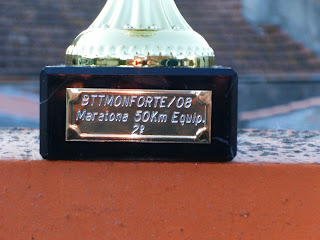 BTTMONFORTE/08
Maratona 50Km Equip.
2º